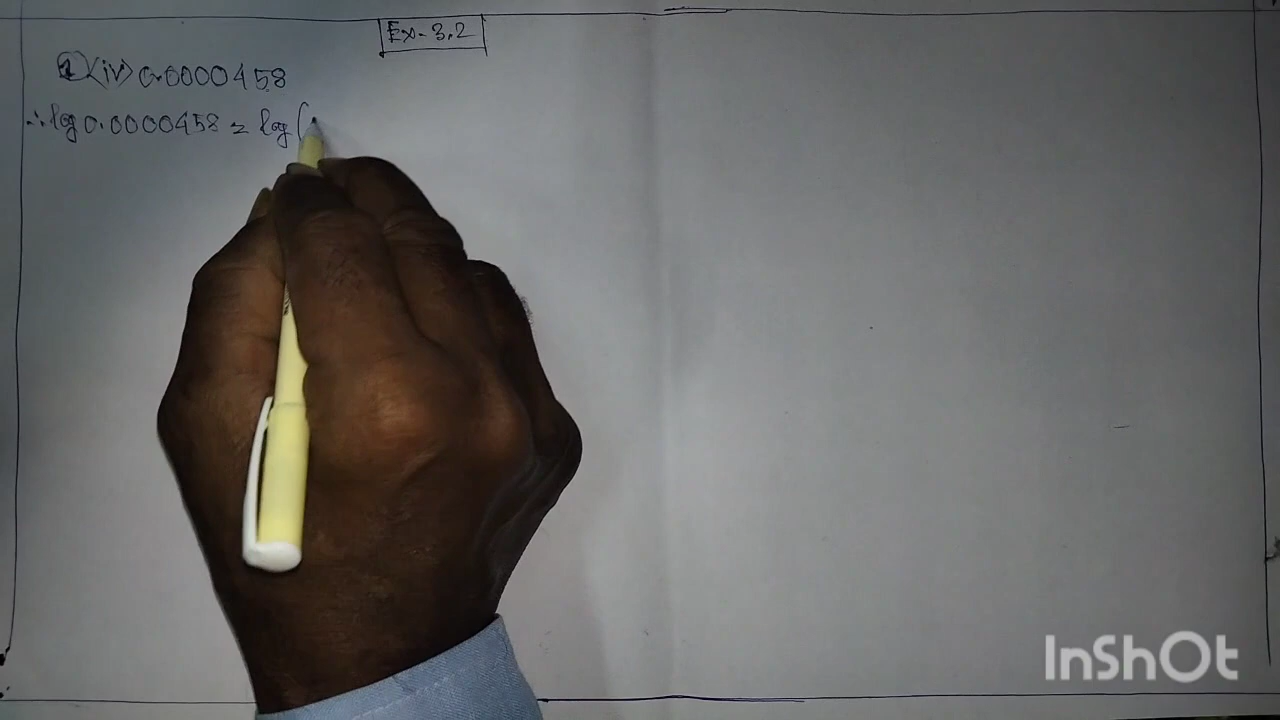 Ex-3.2
1 (iv) 0.0000458
∴ log 0.0000458 = log (
InShOt